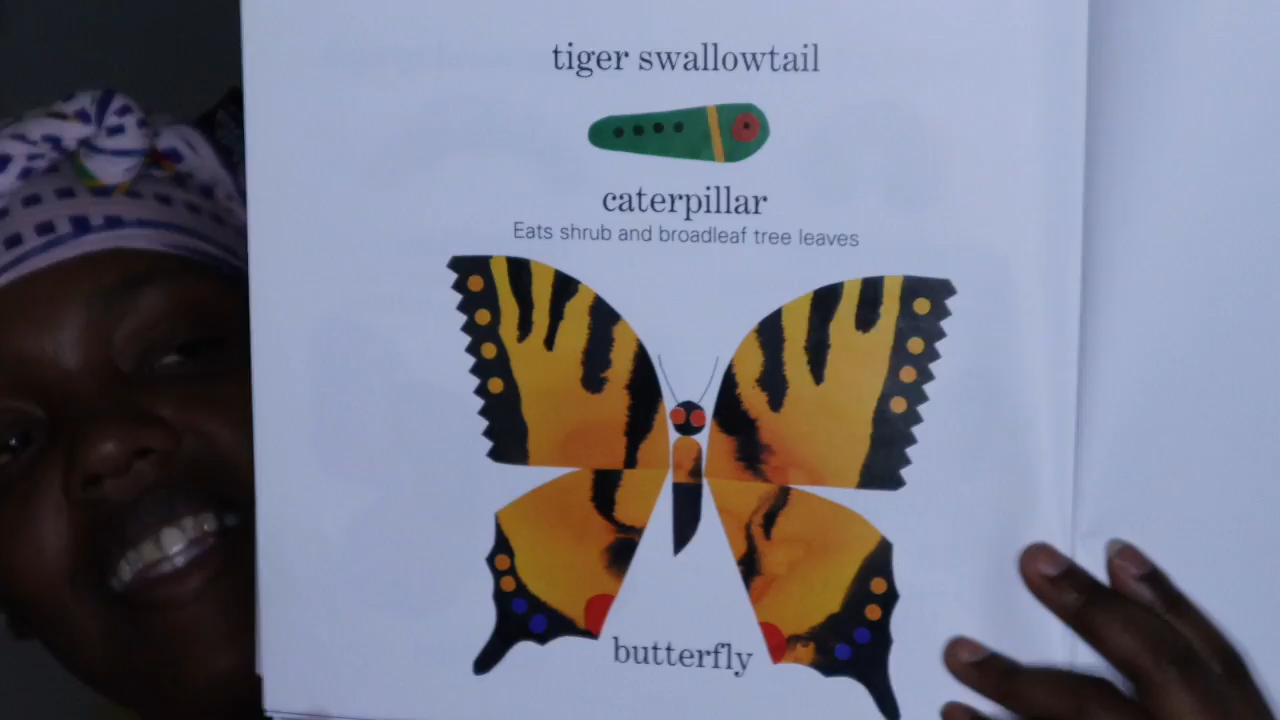 tiger swallowtail
caterpillar
Eats shrub and broadleaf tree leaves
butterfly